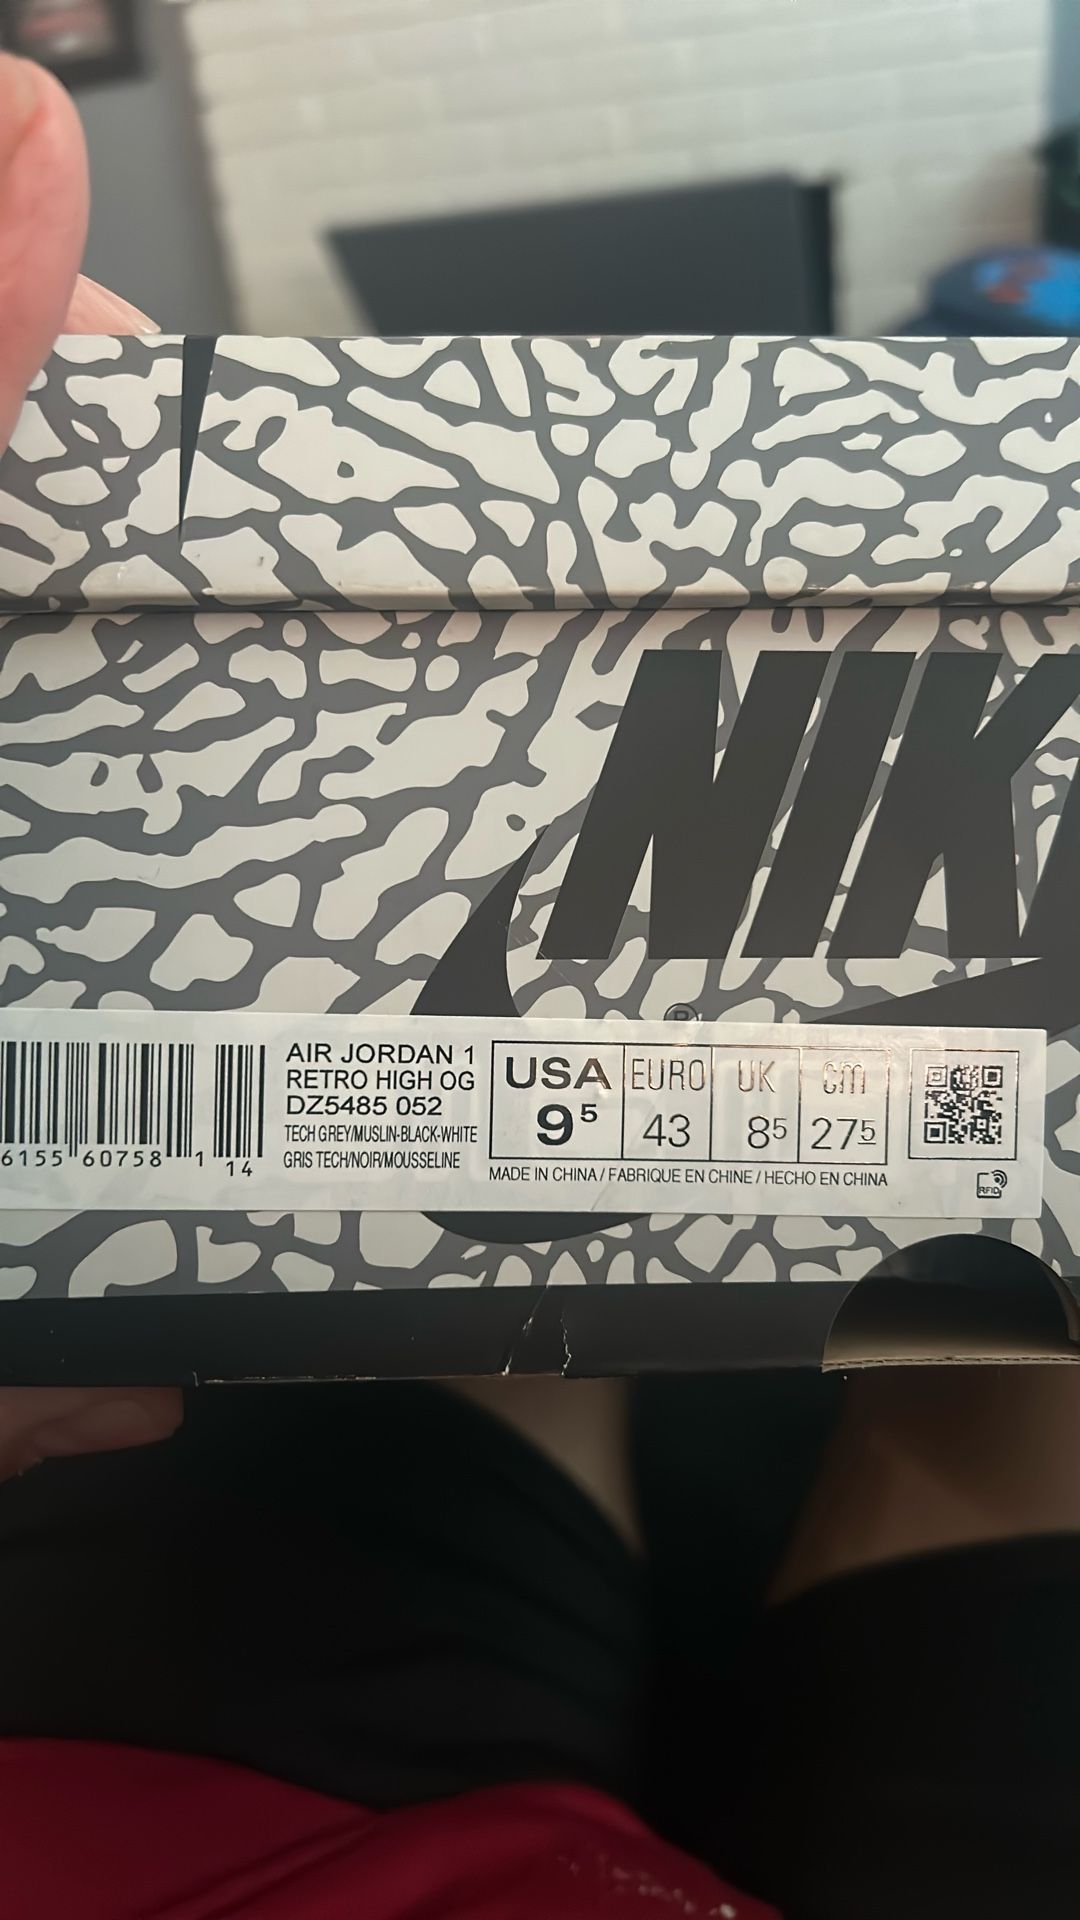 NIK
®
AIR JORDAN 1
RETRO HIGH OG
DZ5485 052
TECH GREY/MUSLIN-BLACK-WHITE
GRIS TECH/NOIR/MOUSSELINE
6155 60758 1
14
USA EURO UK cm
9⁵ 43 85 275
MADE IN CHINA / FABRIQUE EN CHINE / HECHO EN CHINA
RFID